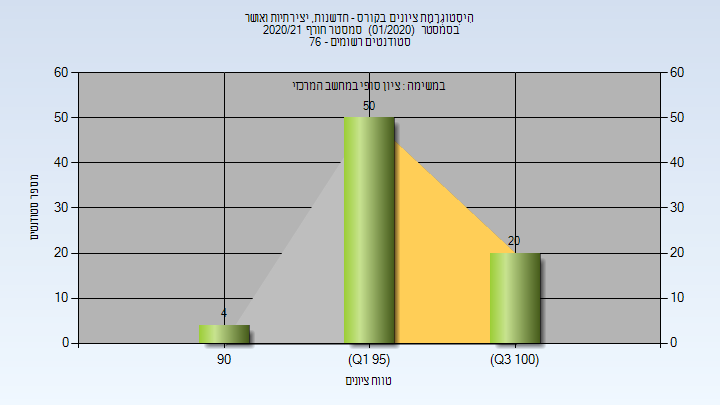 היסטוגרמת ציונים בקורס - חדשנות, יצירתיות ואושר
בסמסטר (01/2020) סמסטר חורף 2020/21
סטודנטים רשומים - 76
במשימה : ציון סופי במחשב המרכזי
60
50
40
30
20
10
0
60
50
40
30
20
10
0
מספר סטודנטים
4
50
20
90
(Q1 95)
(Q3 100)
טווח ציונים